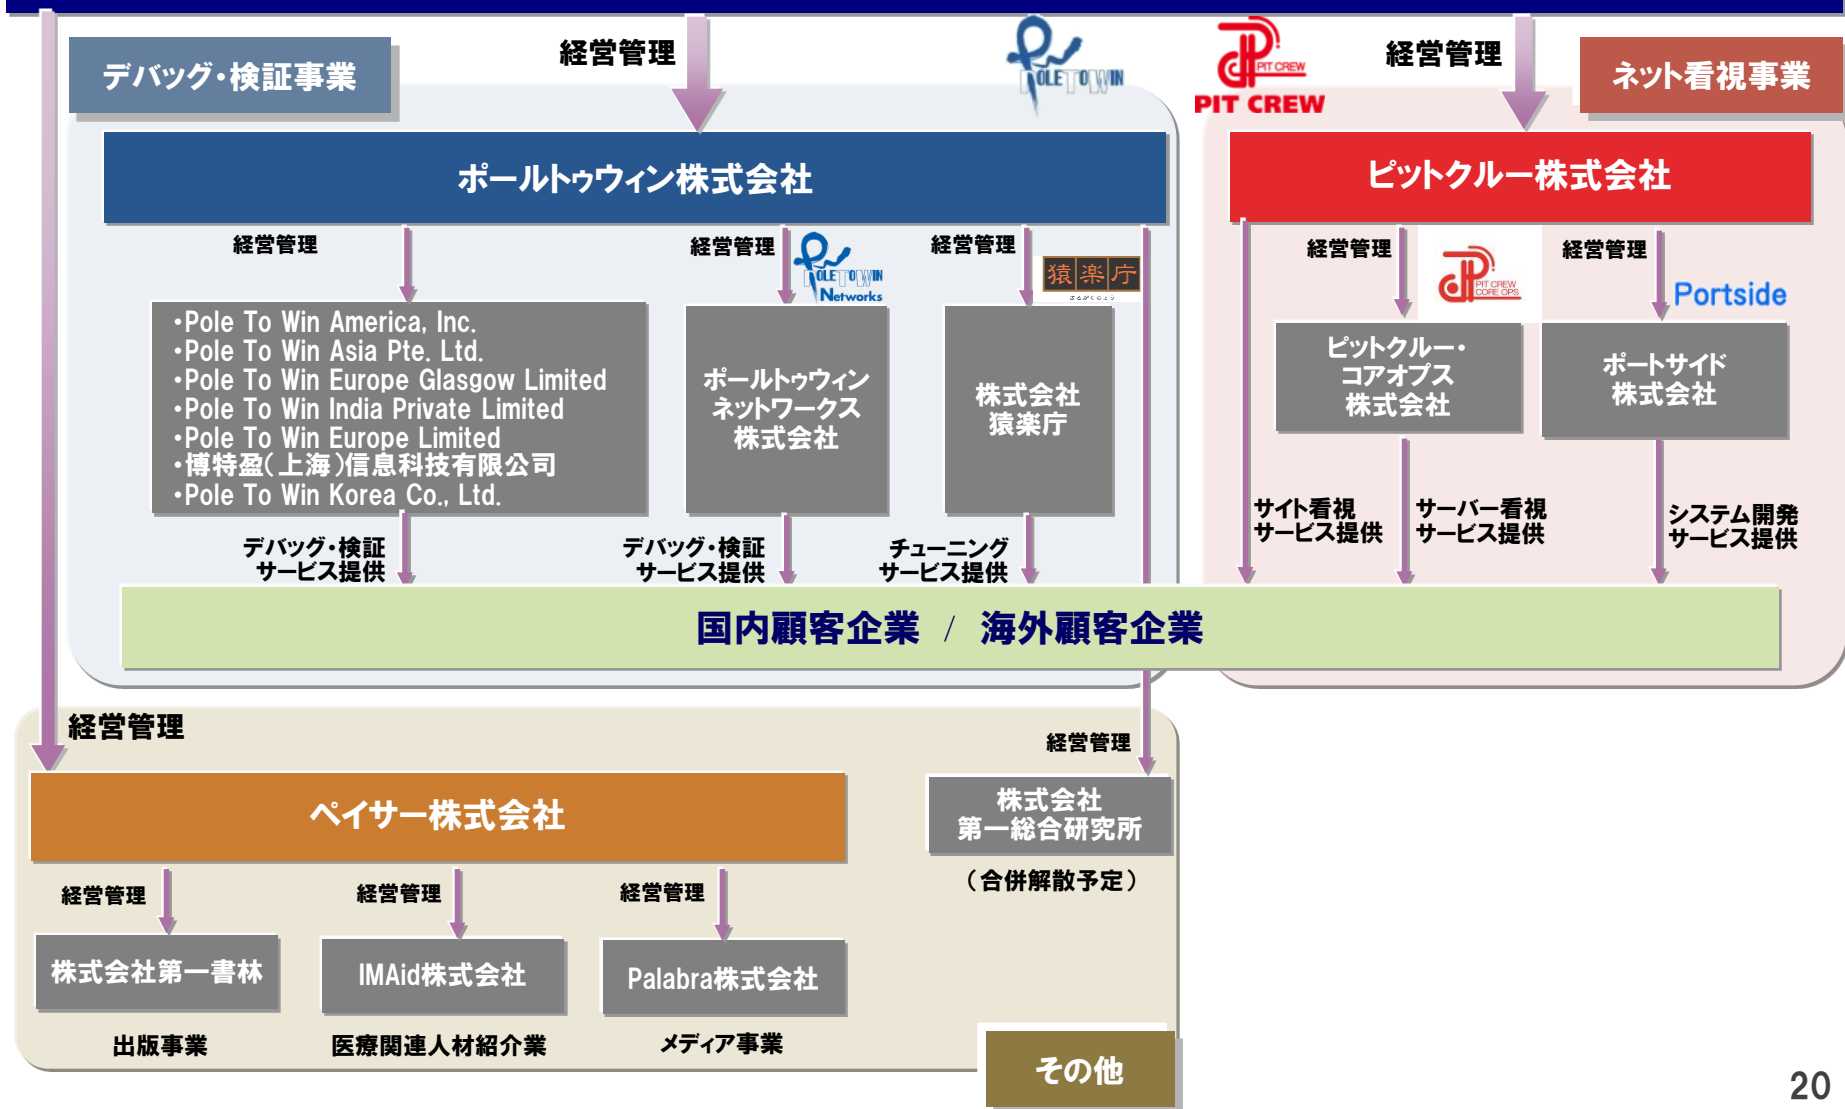 デバッグ・検証事業
経営管理
POLE TO WIN
PIT CREW
PIT CREW
経営管理
ネット看視事業
ポールトゥウィン株式会社
ピットクルー株式会社
経営管理
経営管理
POLE TO WIN
Networks
経営管理
猿楽庁
さるがくちょう
経営管理
PIT CREW
CORE OPS
経営管理
Portside
・Pole To Win America, Inc.
・Pole To Win Asia Pte. Ltd.
・Pole To Win Europe Glasgow Limited
・Pole To Win India Private Limited
・Pole To Win Europe Limited
・博特盈（上海）信息科技有限公司
・Pole To Win Korea Co., Ltd.
ポールトゥウィン
ネットワークス
株式会社
株式会社
猿楽庁
ピットクルー・
コアオプス
株式会社
ポートサイド
株式会社
デバッグ・検証
サービス提供
デバッグ・検証
サービス提供
チューニング
サービス提供
サイト看視
サービス提供
サーバー看視
サービス提供
システム開発
サービス提供
国内顧客企業 / 海外顧客企業
経営管理
経営管理
ペイサー株式会社
株式会社
第一総合研究所
（合併解散予定）
経営管理
経営管理
経営管理
株式会社第一書林
IMAid株式会社
Palabra株式会社
出版事業
医療関連人材紹介業
メディア事業
その他
20